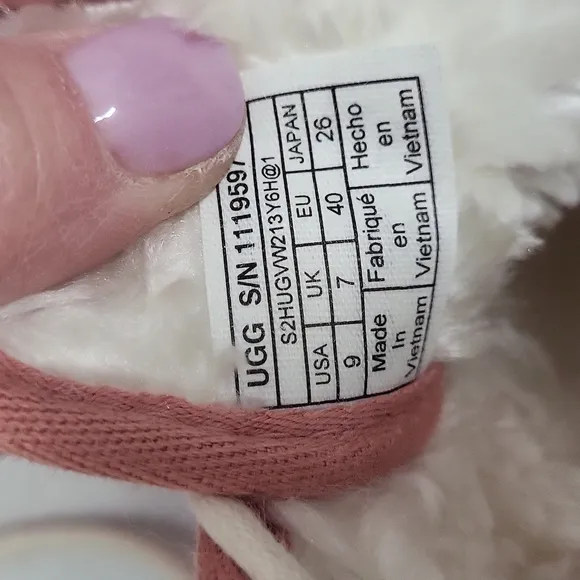 UGG S/N 1119597
S2HUGVW213Y6H@1
USA UK EU JAPAN
9 7 40 26
Made In Vietnam
Fabriqué en Vietnam
Hecho en Vietnam